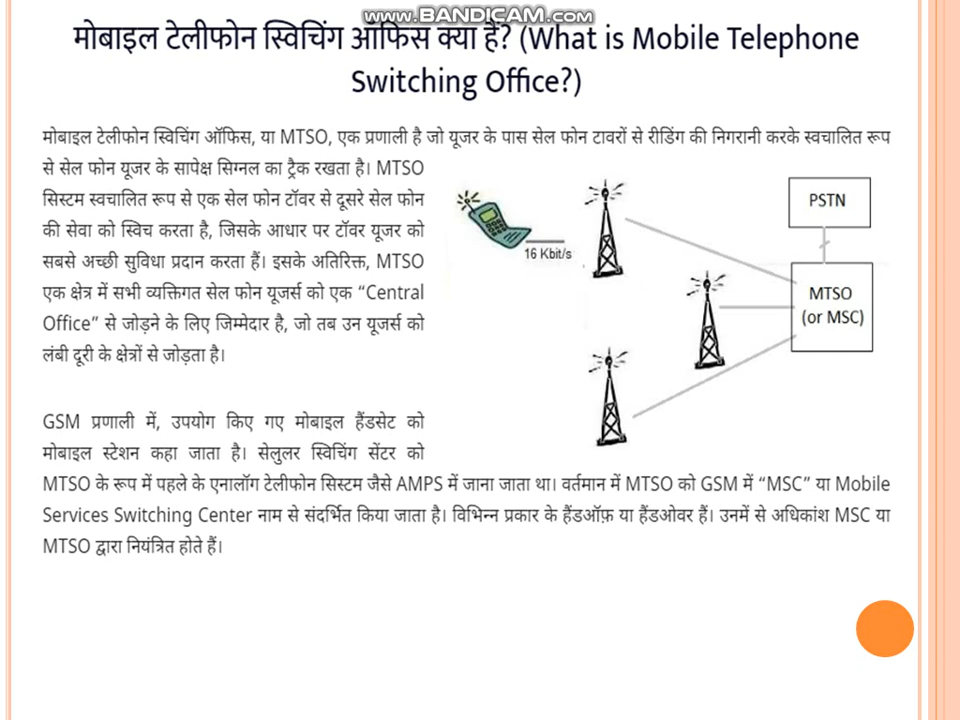 www.BANDICAM.com
मोबाइल टेलीफोन स्विचिंग ऑफिस क्या हैं? (What is Mobile Telephone
Switching Office?)
मोबाइल टेलीफोन स्विचिंग ऑफिस, या MTSO, एक प्रणाली है जो यूजर के पास सेल फोन टावरों से रीडिंग की निगरानी करके स्वचालित रूप
से सेल फोन यूजर के सापेक्ष सिग्नल का ट्रैक रखता है। MTSO
सिस्टम स्वचालित रूप से एक सेल फोन टॉवर से दूसरे सेल फोन
की सेवा को स्विच करता है, जिसके आधार पर टॉवर यूजर को
सबसे अच्छी सुविधा प्रदान करता हैं। इसके अतिरिक्त, MTSO
एक क्षेत्र में सभी व्यक्तिगत सेल फोन यूजर्स को एक “Central
Office” से जोड़ने के लिए जिम्मेदार है, जो तब उन यूजर्स को
लंबी दूरी के क्षेत्रों से जोड़ता है।
16 Kbit/s
PSTN
MTSO
(or MSC)
GSM प्रणाली में, उपयोग किए गए मोबाइल हैंडसेट को
मोबाइल स्टेशन कहा जाता है। सेलुलर स्विचिंग सेंटर को
MTSO के रूप में पहले के एनालॉग टेलीफोन सिस्टम जैसे AMPS में जाना जाता था। वर्तमान में MTSO को GSM में “MSC” या Mobile
Services Switching Center नाम से संदर्भित किया जाता है। विभिन्न प्रकार के हैंडऑफ़ या हैंडओवर हैं। उनमें से अधिकांश MSC या
MTSO द्वारा नियंत्रित होते हैं।